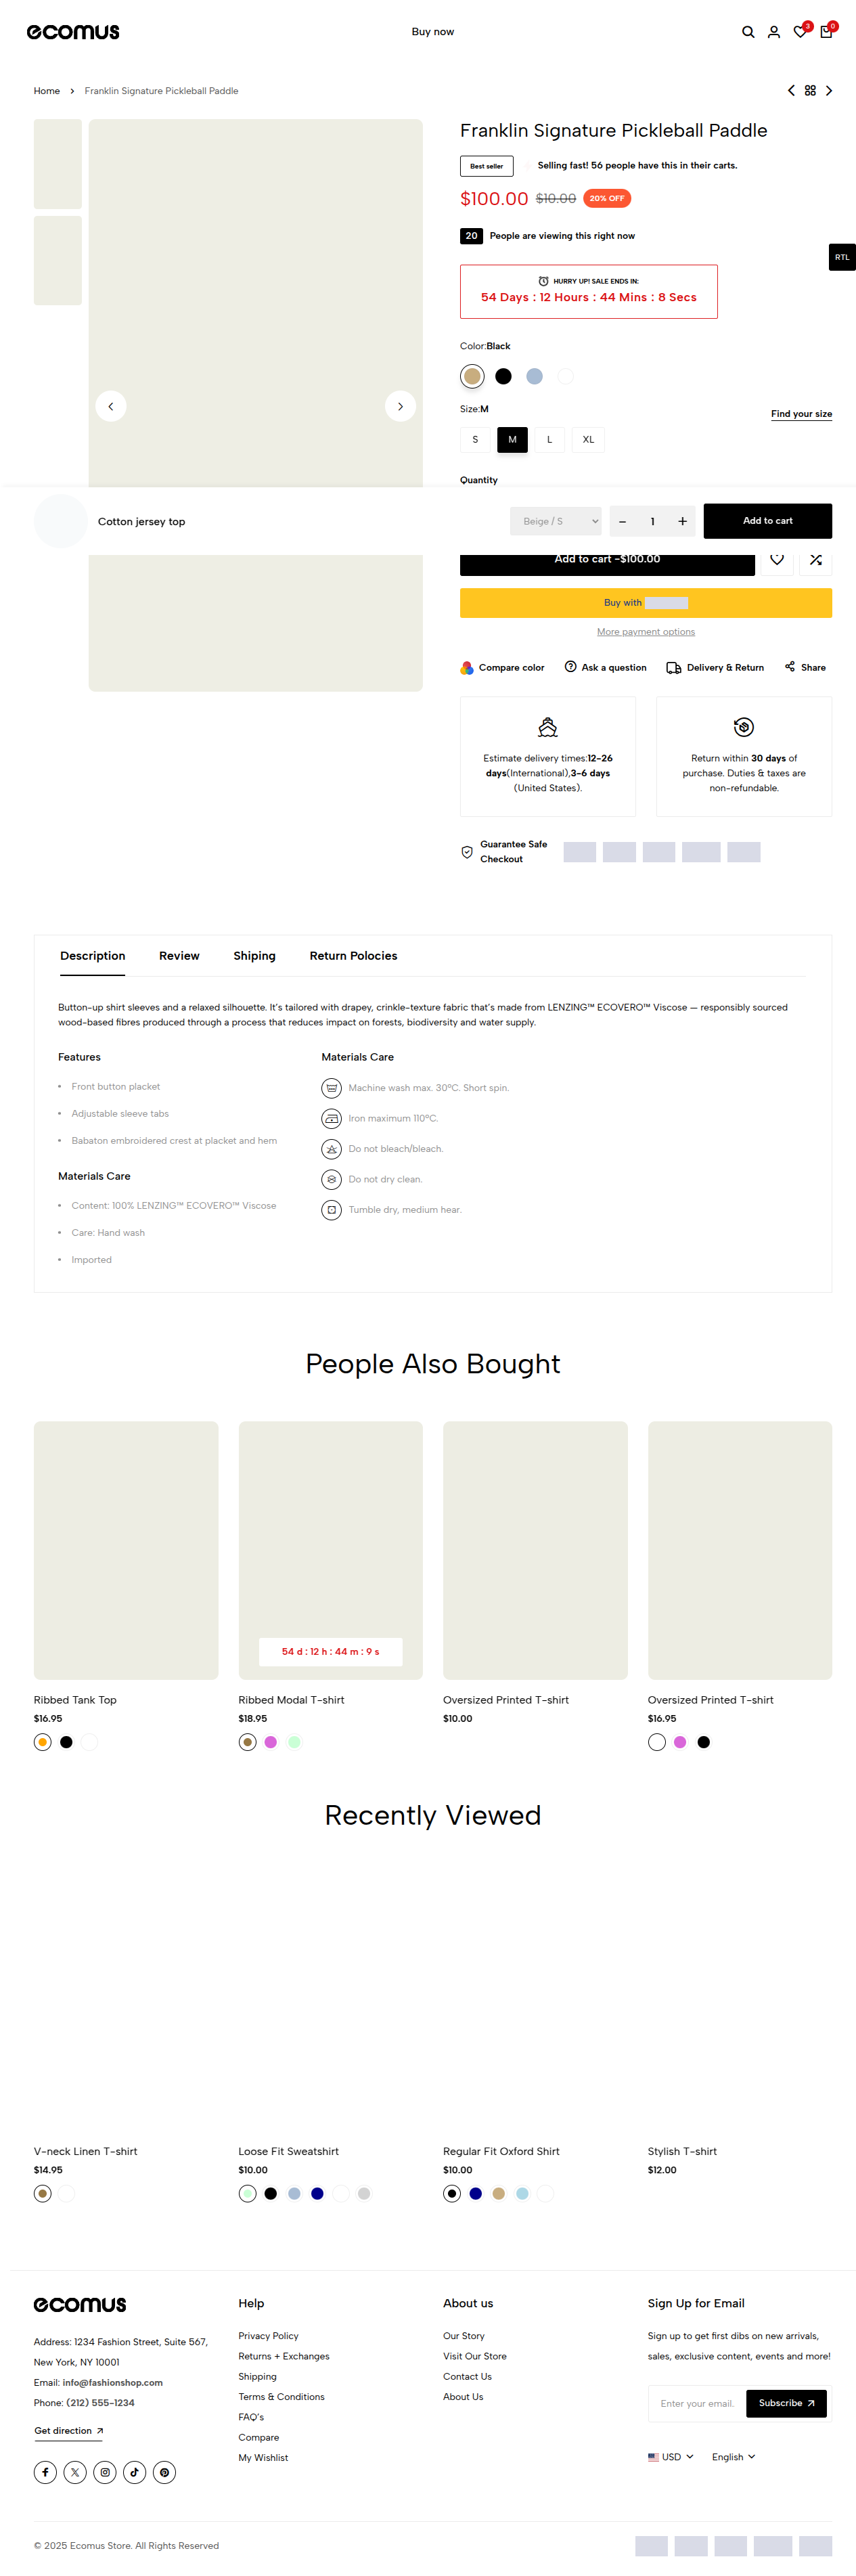 ecomus
Buy now
3
0
Home
Franklin Signature Pickleball Paddle
Franklin Signature Pickleball Paddle
Best seller
Selling fast! 56 people have this in their carts.
$100.00 $10.00 20% OFF
20 People are viewing this right now
RTL
HURRY UP! SALE ENDS IN:
54 Days : 12 Hours : 44 Mins : 8 Secs
Color:Black
Size:M
Find your size
S M L XL
Quantity
Cotton jersey top
Beige / S
− 1 +
Add to cart
Add to cart -$100.00
Buy with
More payment options
Compare color
Ask a question
Delivery & Return
Share
Estimate delivery times:12-26
days(International),3-6 days
(United States).
Return within 30 days of
purchase. Duties & taxes are
non-refundable.
Guarantee Safe
Checkout
Description
Review
Shiping
Return Polocies
Button-up shirt sleeves and a relaxed silhouette. It's tailored with drapey, crinkle-texture fabric that's made from LENZING™ ECOVERO™ Viscose — responsibly sourced
wood-based fibres produced through a process that reduces impact on forests, biodiversity and water supply.
Features
Front button placket
Adjustable sleeve tabs
Babaton embroidered crest at placket and hem
Materials Care
Content: 100% LENZING™ ECOVERO™ Viscose
Care: Hand wash
Imported
Materials Care
Machine wash max. 30ºC. Short spin.
Iron maximum 110ºC.
Do not bleach/bleach.
Do not dry clean.
Tumble dry, medium hear.
People Also Bought
54 d : 12 h : 44 m : 9 s
Ribbed Tank Top
$16.95
Ribbed Modal T-shirt
$18.95
Oversized Printed T-shirt
$10.00
Oversized Printed T-shirt
$16.95
Recently Viewed
V-neck Linen T-shirt
$14.95
Loose Fit Sweatshirt
$10.00
Regular Fit Oxford Shirt
$10.00
Stylish T-shirt
$12.00
ecomus
Address: 1234 Fashion Street, Suite 567,
New York, NY 10001
Email: info@fashionshop.com
Phone: (212) 555-1234
Get direction
Help
Privacy Policy
Returns + Exchanges
Shipping
Terms & Conditions
FAQ's
Compare
My Wishlist
About us
Our Story
Visit Our Store
Contact Us
About Us
Sign Up for Email
Sign up to get first dibs on new arrivals,
sales, exclusive content, events and more!
Enter your email.
Subscribe
USD
English
© 2025 Ecomus Store. All Rights Reserved